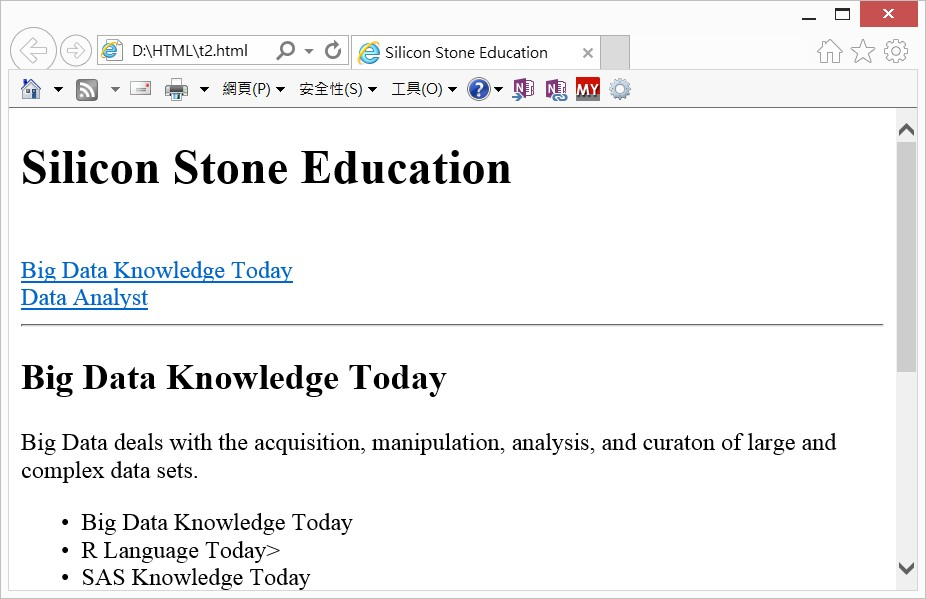 D:\HTML\t2.html
Silicon Stone Education
網頁(P)
安全性(S)
工具(O)
?
N
N
MY
Silicon Stone Education
Big Data Knowledge Today
Data Analyst
Big Data Knowledge Today
Big Data deals with the acquisition, manipulation, analysis, and curaton of large and
complex data sets.
• Big Data Knowledge Today
• R Language Today>
• SAS Knowledge Today